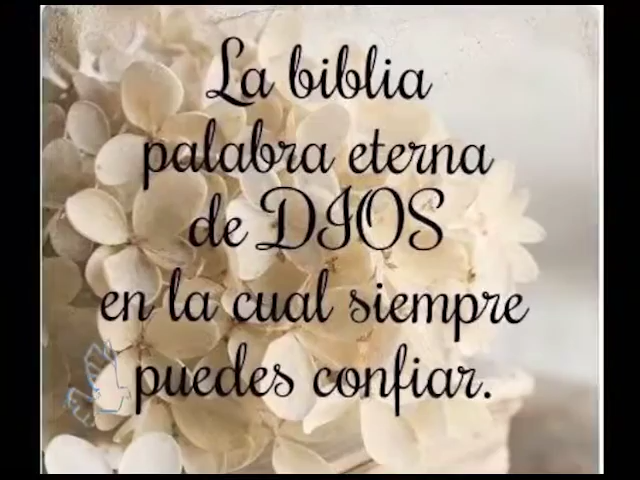 La biblia
palabra eterna
de DIOS
en la cual siempre
puedes confiar.